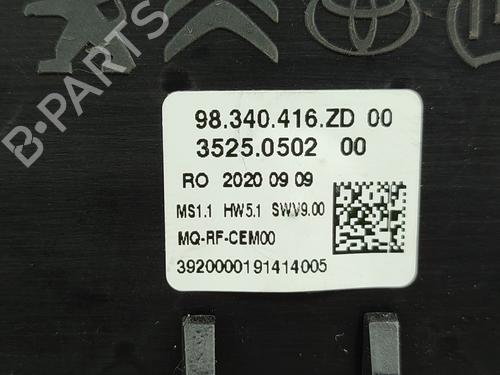 B-PARTS
98.340.416.ZD 00
3525.0502 00
RO 2020 09 09
MS1.1 HW5.1 SWV9.00
MQ-RF-CEM00
3920000191414005